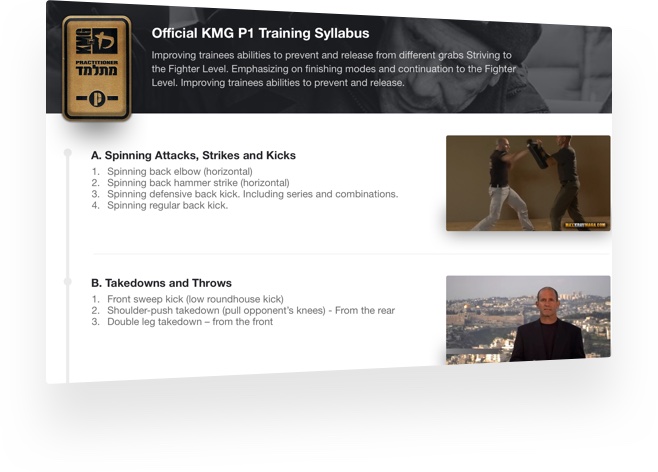 Official KMG P1 Training Syllabus
KMG
PRACTITIONER
מתלמד
P
Improving trainees abilities to prevent and release from different grabs Striving to
the Fighter Level. Emphasizing on finishing modes and continuation to the Fighter
Level. Improving trainees abilities to prevent and release.
A. Spinning Attacks, Strikes and Kicks
1. Spinning back elbow (horizontal)
2. Spinning back hammer strike (horizontal)
3. Spinning defensive back kick. Including series and combinations.
4. Spinning regular back kick.
B. Takedowns and Throws
1. Front sweep kick (low roundhouse kick)
2. Shoulder-push takedown (pull opponent's knees) - From the rear
3. Double leg takedown – from the front